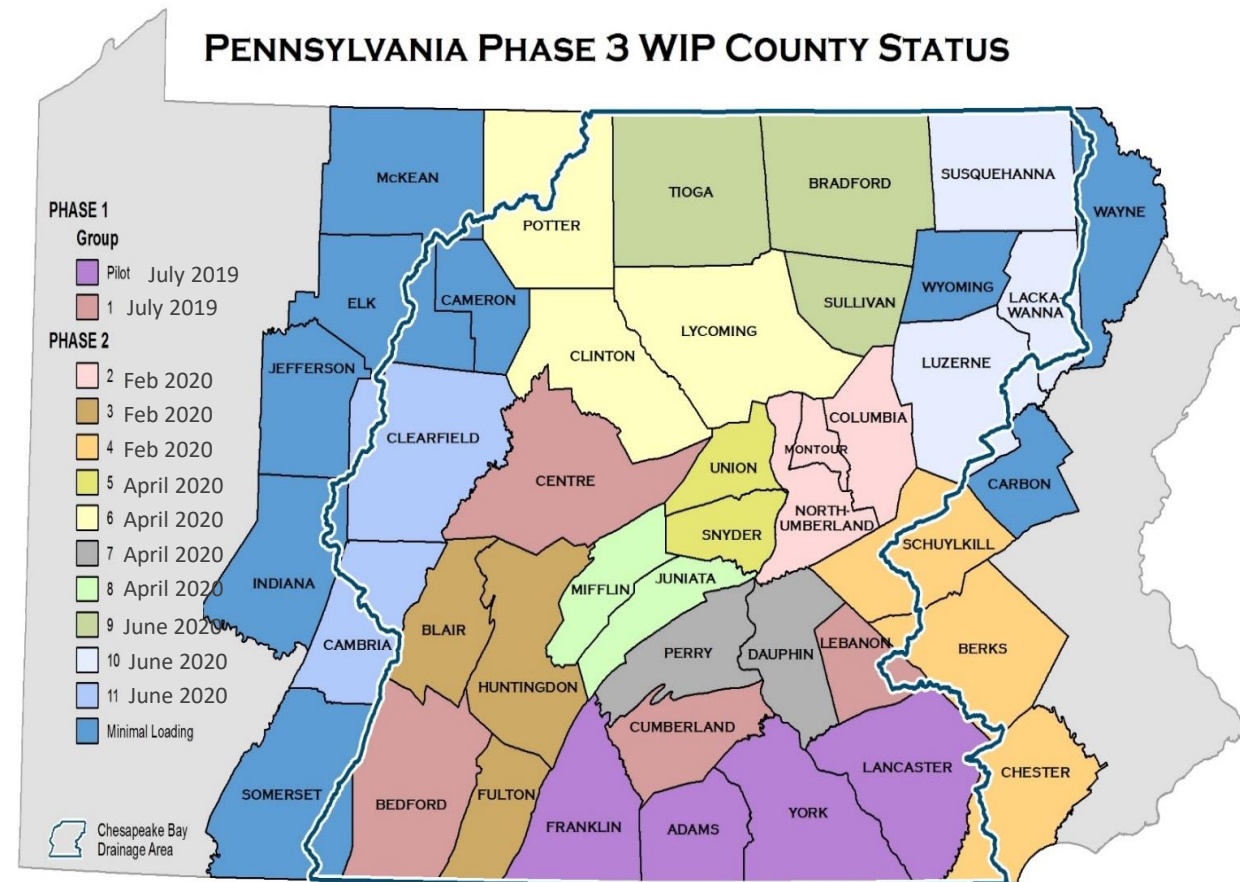 PENNSYLVANIA PHASE 3 WIP COUNTY STATUS
PHASE 1
Group
Pilot July 2019
1 July 2019
PHASE 2
2 Feb 2020
3 Feb 2020
4 Feb 2020
5 April 2020
6 April 2020
7 April 2020
8 April 2020
9 June 2020
10 June 2020
11 June 2020
Minimal Loading
Chesapeake Bay
Drainage Area
McKEAN
POTTER
TIOGA
BRADFORD
SUSQUEHANNA
WAYNE
ELK
CAMERON
SULLIVAN
WYOMING
LACKA-
WANNA
JEFFERSON
CLINTON
LYCOMING
LUZERNE
CLEARFIELD
COLUMBIA
MONTOUR
CENTRE
UNION
CARBON
NORTH-
UMBERLAND
SNYDER
SCHUYLKILL
INDIANA
MIFFLIN
JUNIATA
CAMBRIA
BLAIR
HUNTINGDON
PERRY
DAUPHIN
LEBANON
BERKS
CUMBERLAND
SOMERSET
BEDFORD
FULTON
FRANKLIN
ADAMS
YORK
LANCASTER
CHESTER